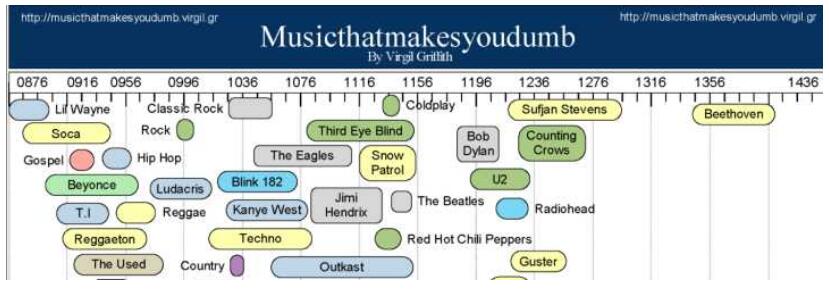 http://musicthatmakesyoudumb.virgil.gr
http://musicthatmakesyoudumb.virgil.gr
Musicthatmakesyoudumb
By Virgil Griffith
0876 0916 0956 0996 1036 1076 1116 1156 1196 1236 1276 1316 1356 1436
Lil Wayne
Classic Rock
Coldplay
Sufjan Stevens
Beethoven
Soca
Rock
Third Eye Blind
Bob
Dylan
Counting
Crows
Gospel
Hip Hop
The Eagles
Snow
Patrol
Beyonce
Ludacris
Blink 182
U2
T.I
Reggae
Kanye West
Jimi
Hendrix
The Beatles
Radiohead
Reggaeton
Techno
Red Hot Chili Peppers
The Used
Country
Outkast
Guster